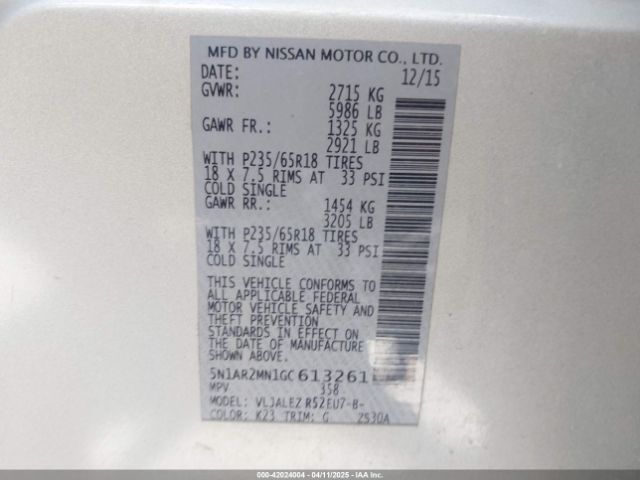 MFD BY NISSAN MOTOR CO., LTD.
DATE: 12/15
GVWR: 2715 KG
5986 LB
GAWR FR.: 1325 KG
2921 LB
WITH P235/65R18 TIRES
18 X 7.5 RIMS AT 33 PSI
COLD SINGLE
GAWR RR.: 1454 KG
3205 LB
WITH P235/65R18 TIRES
18 X 7.5 RIMS AT 33 PSI
COLD SINGLE
THIS VEHICLE CONFORMS TO
ALL APPLICABLE FEDERAL
MOTOR VEHICLE SAFETY AND
THEFT PREVENTION
STANDARDS IN EFFECT ON
THE DATE OF MANUFACTURE
SHOWN ABOVE.
5N1AR2MN1GC613261
MPV 358
MODEL: VLJALEZ R52EU7-B-
COLOR: K23 TRIM: G 2530A
000-42024004 - 04/11/2025 - IAAI.COM